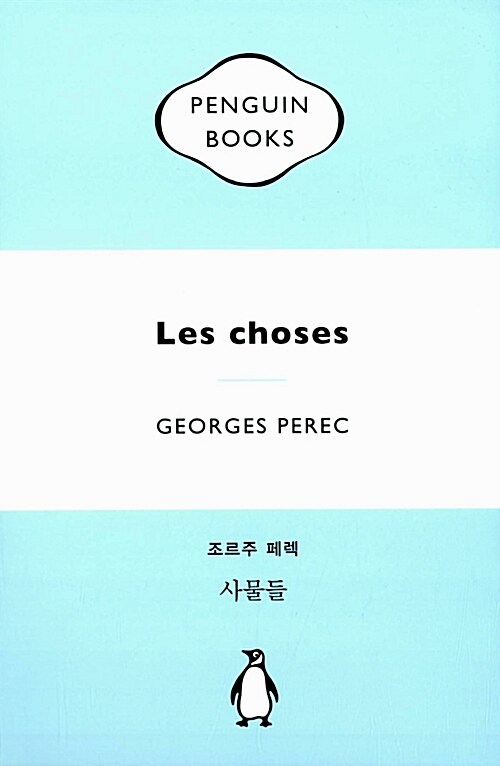 PENGUIN
BOOKS
Les choses
GEORGES PEREC
조르주 페렉
사물들